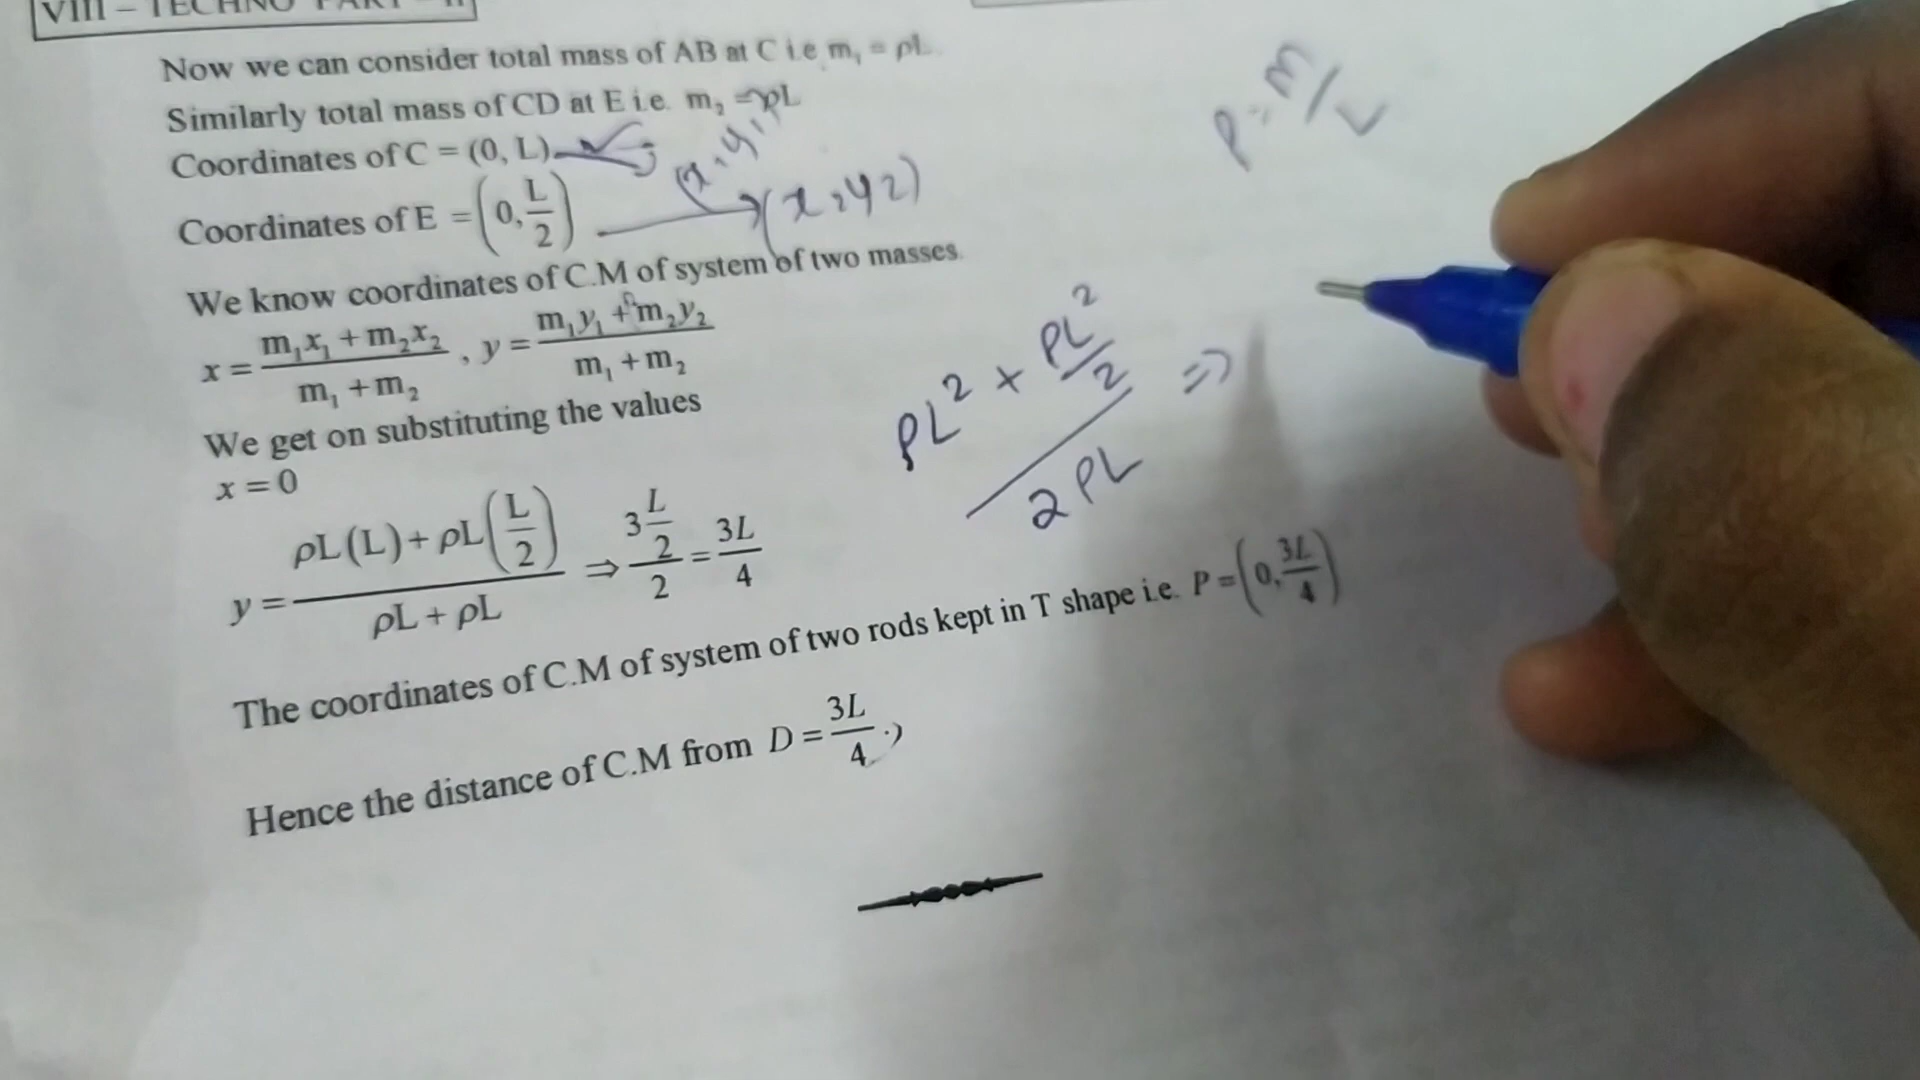 VIII – TECHNO PART – II
Now we can consider total mass of AB at C i.e m₁ = ρL
Similarly total mass of CD at E i.e. m₂ = ρL
Coordinates of C = (0, L)
Coordinates of E = (0, L/2) (x, y2)
We know coordinates of C.M of system of two masses.
x = (m₁x₁ + m₂x₂)/(m₁ + m₂), y = (m₁y₁ + m₂y₂)/(m₁ + m₂)
We get on substituting the values
x = 0
y = (ρL(L) + ρL(L/2))/(ρL + ρL) ⇒ (3 L/2)/2 = 3L/4
The coordinates of C.M of system of two rods kept in T shape i.e. P = (0, 3L/4)
Hence the distance of C.M from D = 3L/4
ρ = m/L
(ρL² + ρL²/2)/(2ρL) ⇒